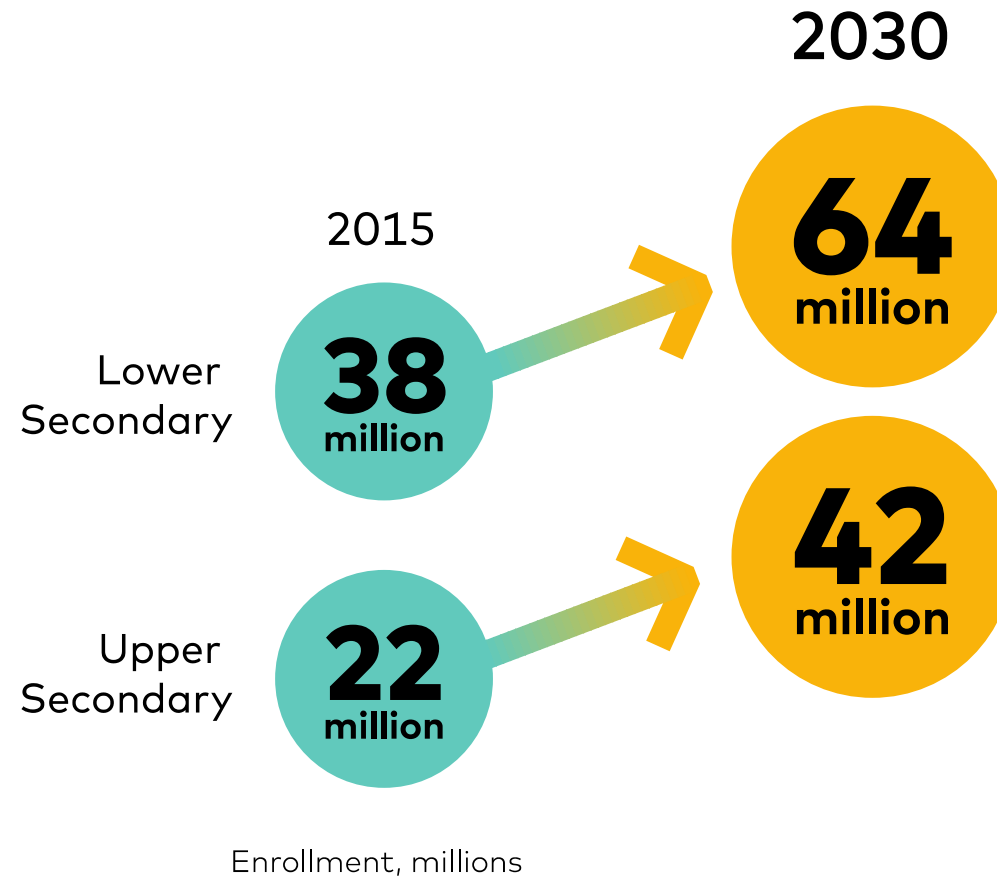 2030
2015
64
million
Lower
Secondary
38
million
42
million
Upper
Secondary
22
million
Enrollment, millions